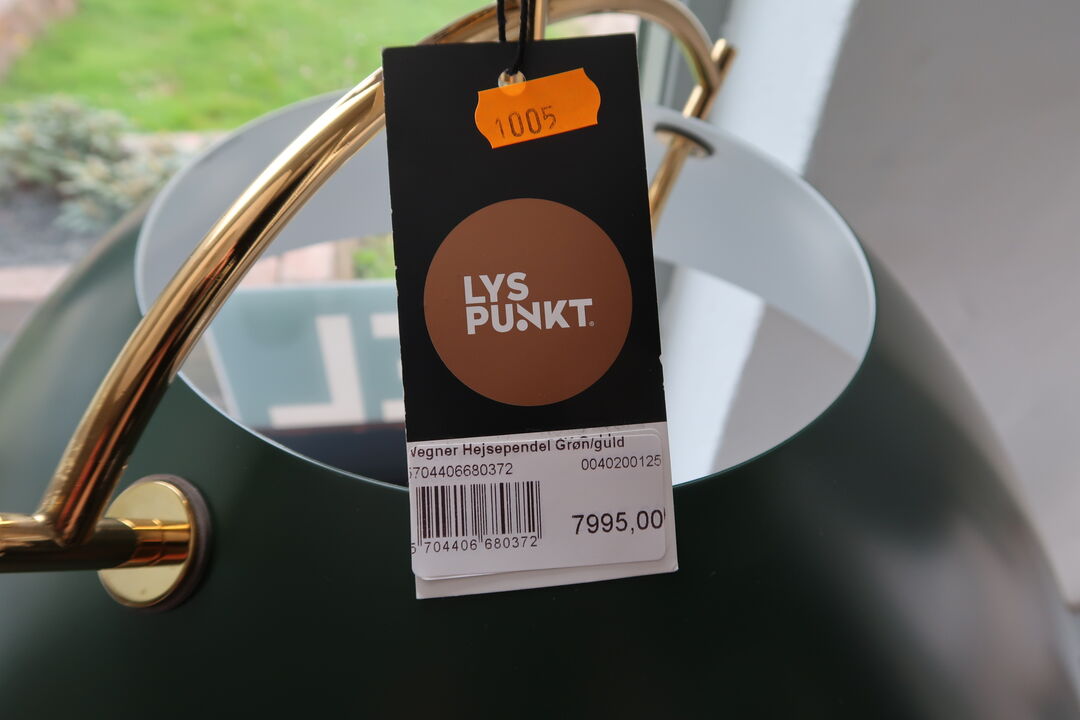 1005
LYS
PUNKT.
Wegner Hejsependel Grøn/guld
5704406680372 0040200125
5 704406 680372
7995,00